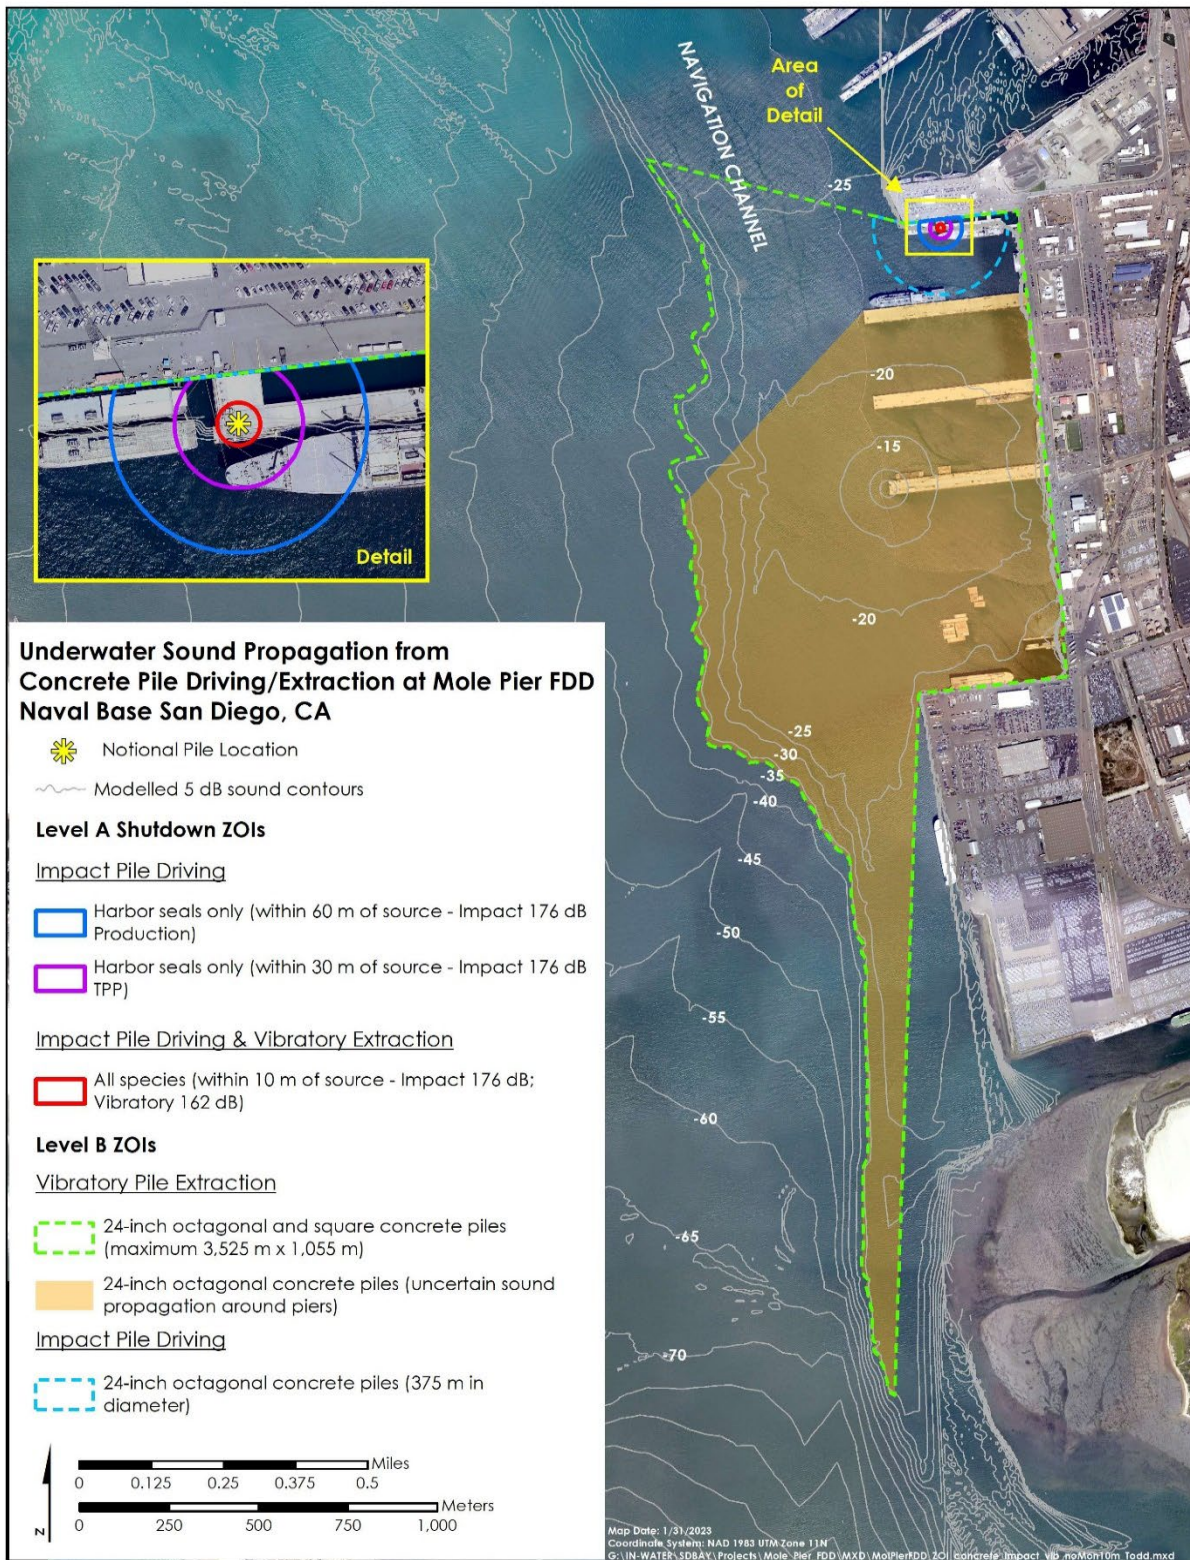 NAVIGATION CHANNEL
Area
of
Detail
-25
-20
-15
-20
Detail
Underwater Sound Propagation from
Concrete Pile Driving/Extraction at Mole Pier FDD
Naval Base San Diego, CA
Notional Pile Location
Modelled 5 dB sound contours
Level A Shutdown ZOIs
Impact Pile Driving
Harbor seals only (within 60 m of source - Impact 176 dB
Production)
Harbor seals only (within 30 m of source - Impact 176 dB
TPP)
Impact Pile Driving & Vibratory Extraction
All species (within 10 m of source - Impact 176 dB;
Vibratory 162 dB)
Level B ZOIs
Vibratory Pile Extraction
24-inch octagonal and square concrete piles
(maximum 3,525 m x 1,055 m)
24-inch octagonal concrete piles (uncertain sound
propagation around piers)
Impact Pile Driving
24-inch octagonal concrete piles (375 m in
diameter)
-25
-30
-35
-40
-45
-50
-55
-60
-65
-70
N
Miles
0 0.125 0.25 0.375 0.5
Meters
0 250 500 750 1,000
Map Date: 1/31/2023
Coordinate System: NAD 1983 UTM Zone 11N
G:\IN-WATER\SDBAY\Projects\Mole_Pier_FDD\MXD\MolPierFDD_ZOI_concrete_Impact_vib_noMon10m_Todd.mxd